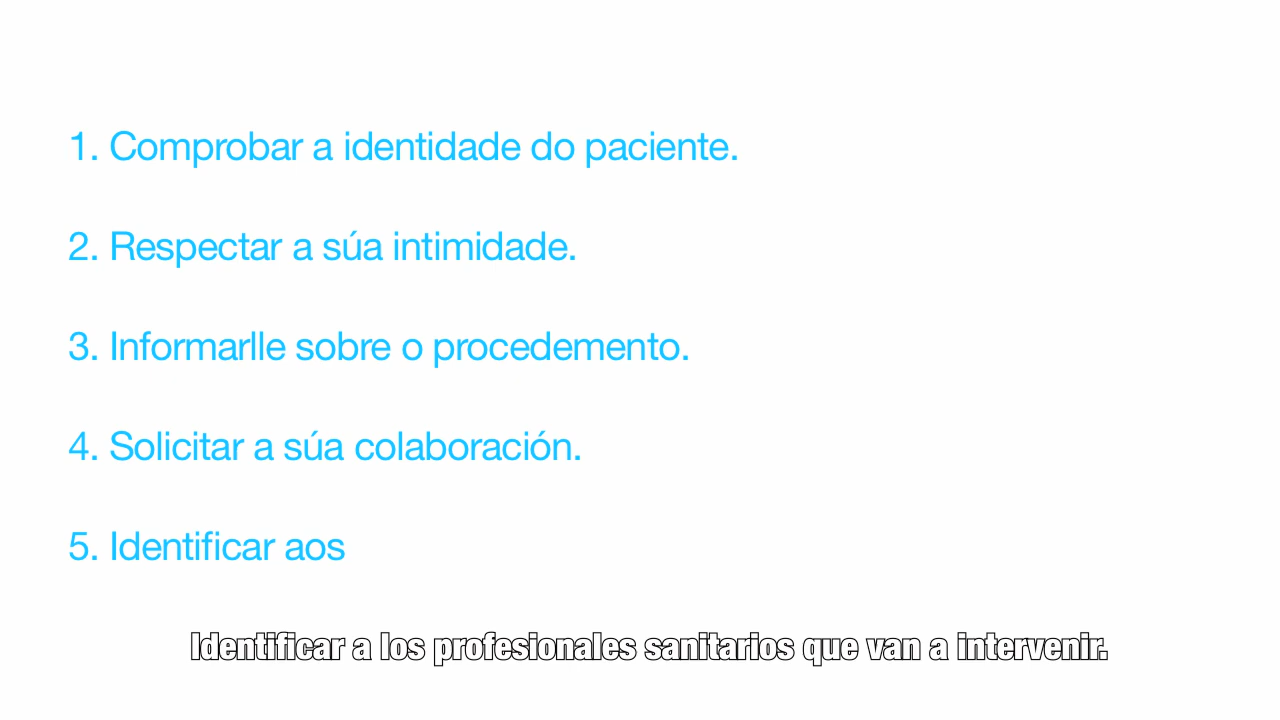 1. Comprobar a identidade do paciente.
2. Respectar a súa intimidade.
3. Informarlle sobre o procedemento.
4. Solicitar a súa colaboración.
5. Identificar aos
Identificar a los profesionales sanitarios que van a intervenir.